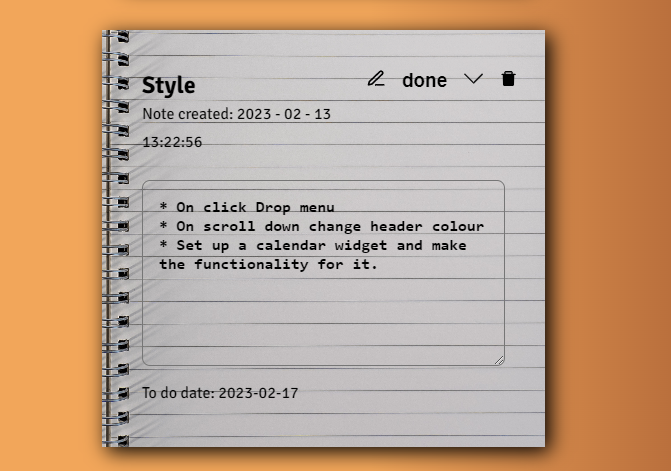 Style
done
Note created: 2023 - 02 - 13
13:22:56
* On click Drop menu
* On scroll down change header colour
* Set up a calendar widget and make
the functionality for it.
To do date: 2023-02-17